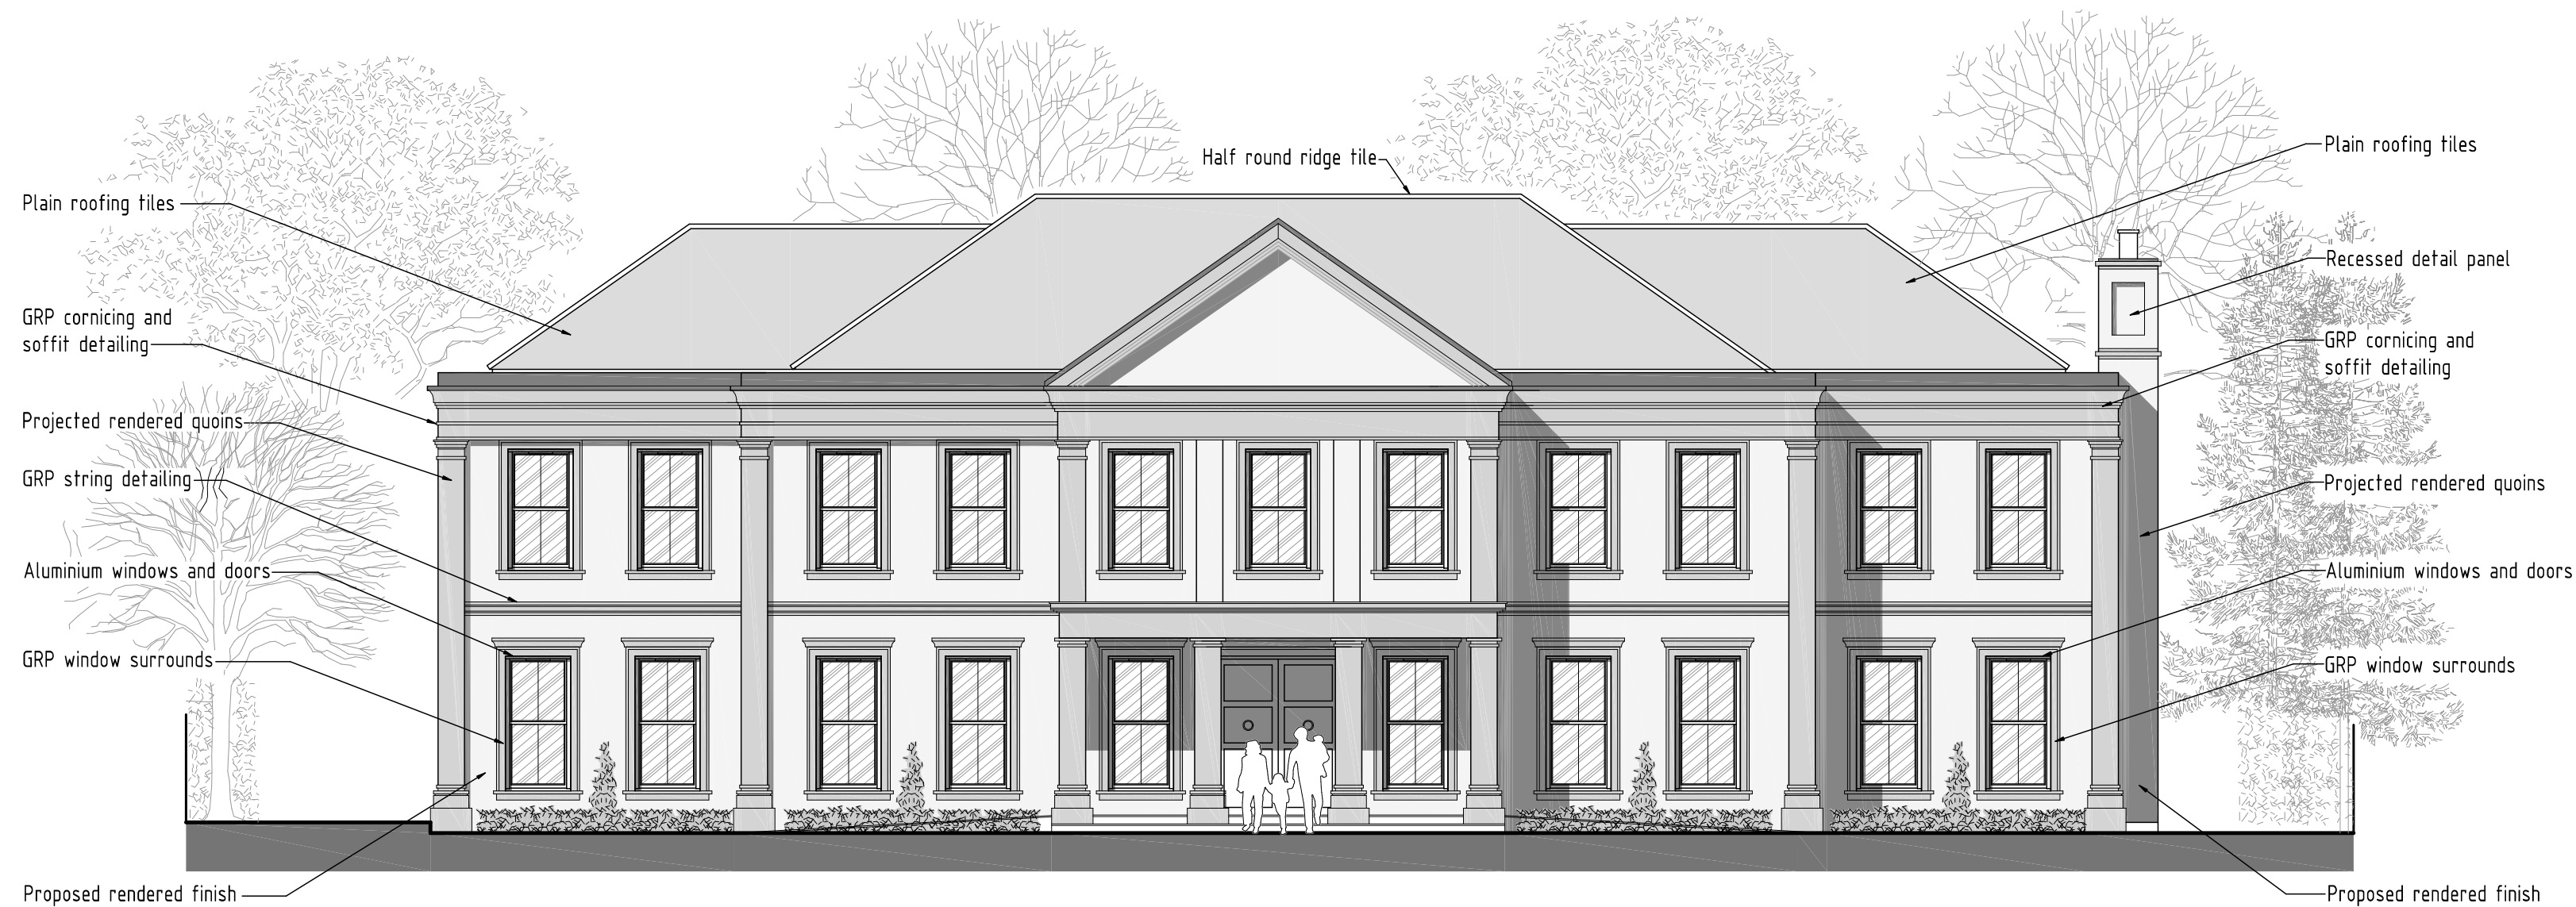 Half round ridge tile
Plain roofing tiles
GRP cornicing and
soffit detailing
Projected rendered quoins
GRP string detailing
Aluminium windows and doors
GRP window surrounds
Proposed rendered finish
Plain roofing tiles
Recessed detail panel
GRP cornicing and
soffit detailing
Projected rendered quoins
Aluminium windows and doors
GRP window surrounds
Proposed rendered finish